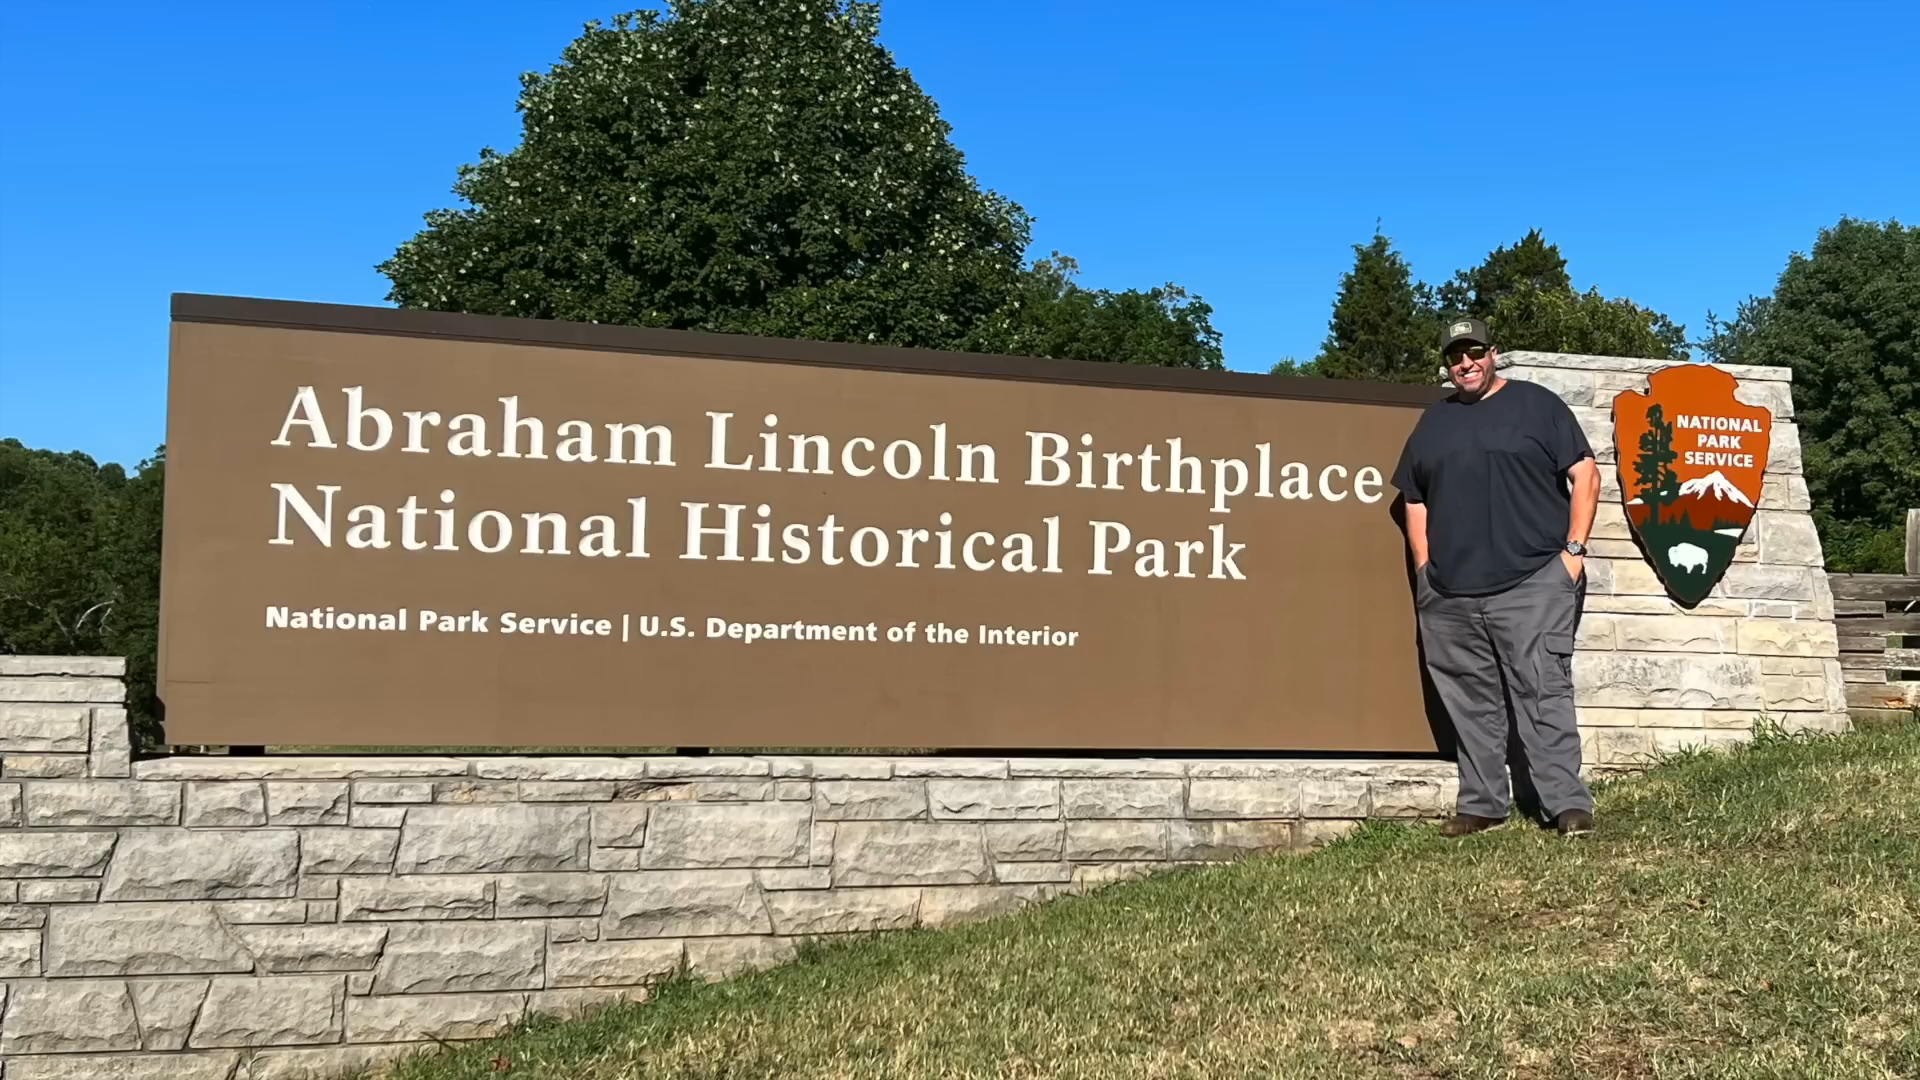 Abraham Lincoln Birthplace
National Historical Park
National Park Service | U.S. Department of the Interior
NATIONAL
PARK
SERVICE